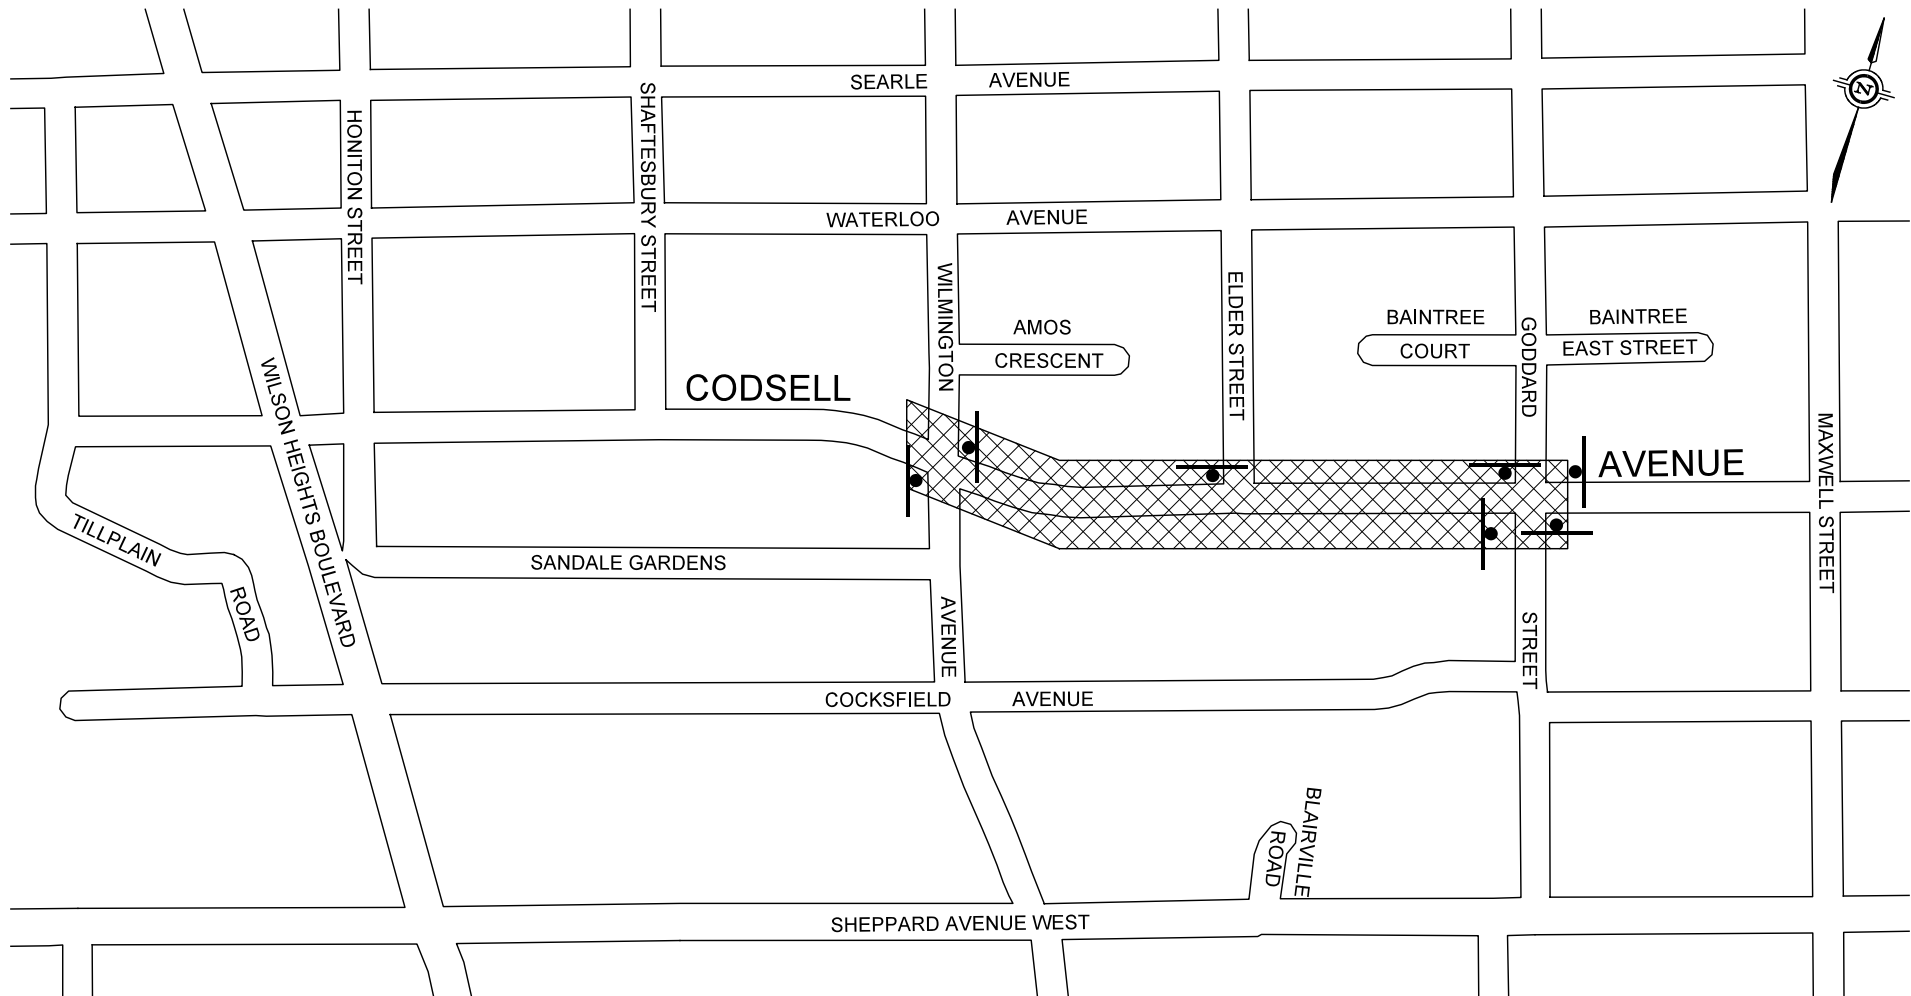 SEARLE AVENUE
N
HONITON STREET
SHAFTESBURY STREET
WATERLOO AVENUE
WILMINGTON
AVENUE
ELDER STREET
AMOS
CRESCENT
BAINTREE
COURT
GODDARD
STREET
BAINTREE
EAST STREET
CODSELL AVENUE
MAXWELL STREET
WILSON HEIGHTS BOULEVARD
TILLPLAIN
ROAD
SANDALE GARDENS
COCKSFIELD AVENUE
BLAIRVILLE
ROAD
SHEPPARD AVENUE WEST